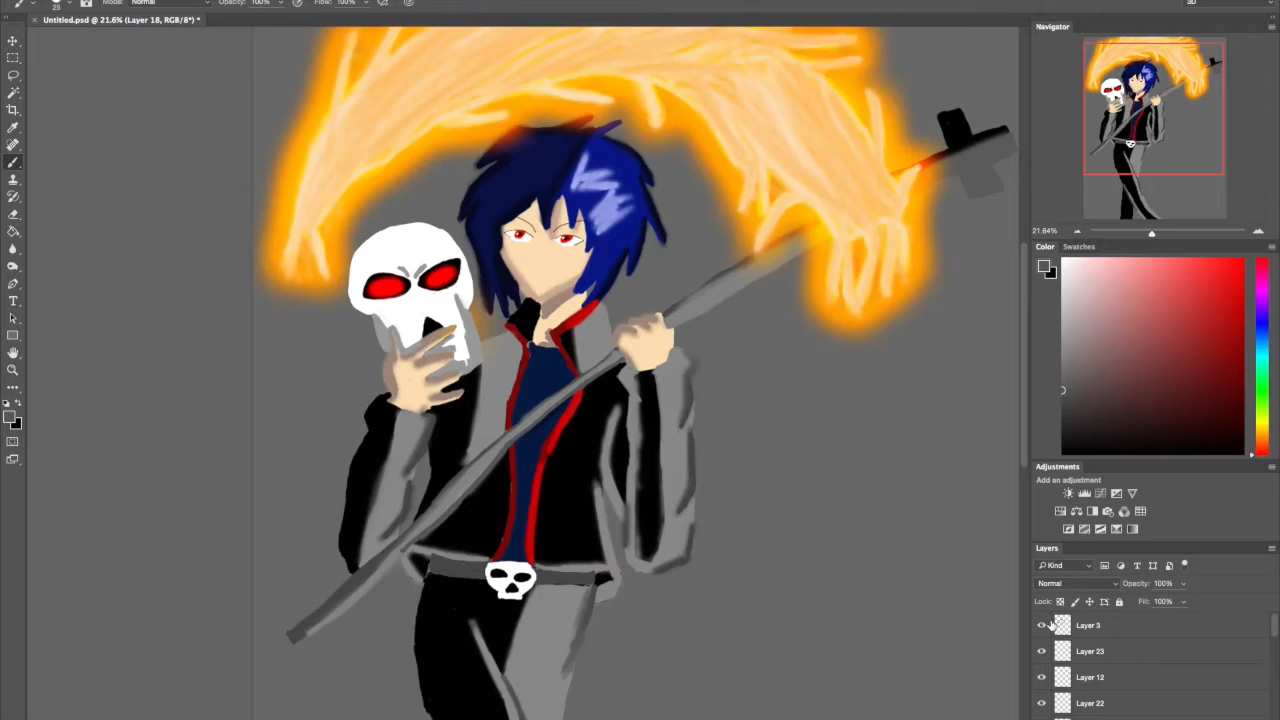 25
Mode: Normal
Opacity: 100%
Flow: 100%
3D
× Untitled.psd @ 21.6% (Layer 18, RGB/8*) *
Navigator
21.64%
Color Swatches
Adjustments
Add an adjustment
Layers
Kind
Normal
Opacity: 100%
Lock:
Fill: 100%
Layer 3
Layer 23
Layer 12
Layer 22